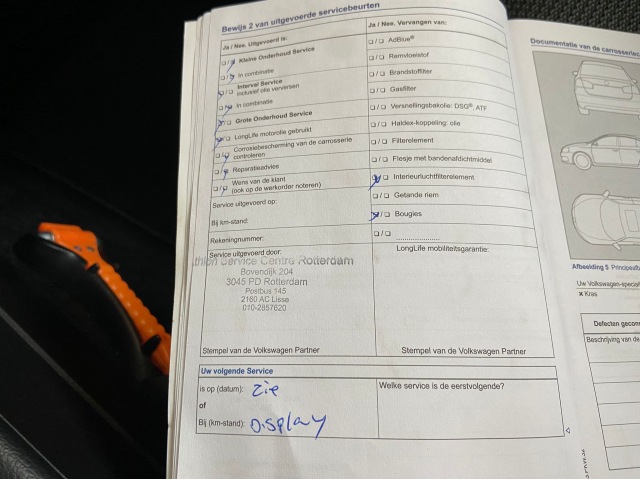 Bewijs 2 van uitgevoerde servicebeurten
Ja / Nee. Uitgevoerd is:
Kleine Onderhoud Service
In combinatie
Interval Service
inclusief olie verversen
In combinatie
Grote Onderhoud Service
LongLife motorolie gebruikt
Corrosiebescherming van de carrosserie
controleren
Reparatieadvies
Wens van de klant
(ook op de werkorder noteren)
Service uitgevoerd op:
Bij km-stand:
Rekeningnummer:
Service uitgevoerd door:
Service Centre Rotterdam
Bovendijk 204
3045 PD Rotterdam
Postbus 145
2160 AC Lisse
010-2857620
Stempel van de Volkswagen Partner
Ja / Nee. Vervangen van:
AdBlue®
Remvloeistof
Brandstoffilter
Gasfilter
Versnellingsbakolie: DSG®, ATF
Haldex-koppeling: olie
Filterelement
Flesje met bandenafdichtmiddel
Interieurluchtfilterelement
Getande riem
Bougies
LongLife mobiliteitsgarantie:
Stempel van de Volkswagen Partner
Uw volgende Service
is op (datum): zie
of
Bij (km-stand): Display
Welke service is de eerstvolgende?
Documentatie van de
Afbeelding 5
Uw
Kras
Defecten
Beschrijving van de